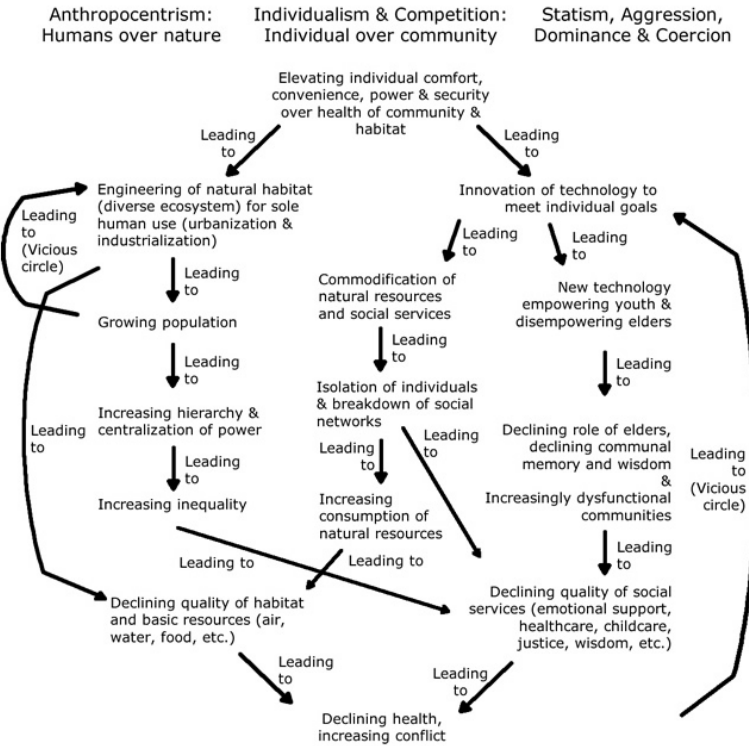 Anthropocentrism:
Humans over nature
Individualism & Competition:
Individual over community
Statism, Aggression,
Dominance & Coercion
Elevating individual comfort,
convenience, power & security
over health of community &
habitat
Leading
to
Leading
to
Engineering of natural habitat
(diverse ecosystem) for sole
human use (urbanization &
industrialization)
Innovation of technology to
meet individual goals
Leading
to
(Vicious
circle)
Leading
to
Leading
to
Leading
to
Growing population
Commodification of
natural resources
and social services
New technology
empowering youth &
disempowering elders
Leading
to
Leading
to
Leading
to
Increasing hierarchy &
centralization of power
Isolation of individuals
& breakdown of social
networks
Declining role of elders,
declining communal
memory and wisdom
&
Increasingly dysfunctional
communities
Leading
to
Leading
to
Leading
to
Leading
to
Leading
to
(Vicious
circle)
Increasing inequality
Increasing
consumption of
natural resources
Leading
to
Leading to
Leading to
Declining quality of habitat
and basic resources (air,
water, food, etc.)
Declining quality of social
services (emotional support,
healthcare, childcare,
justice, wisdom, etc.)
Leading
to
Leading
to
Declining health,
increasing conflict